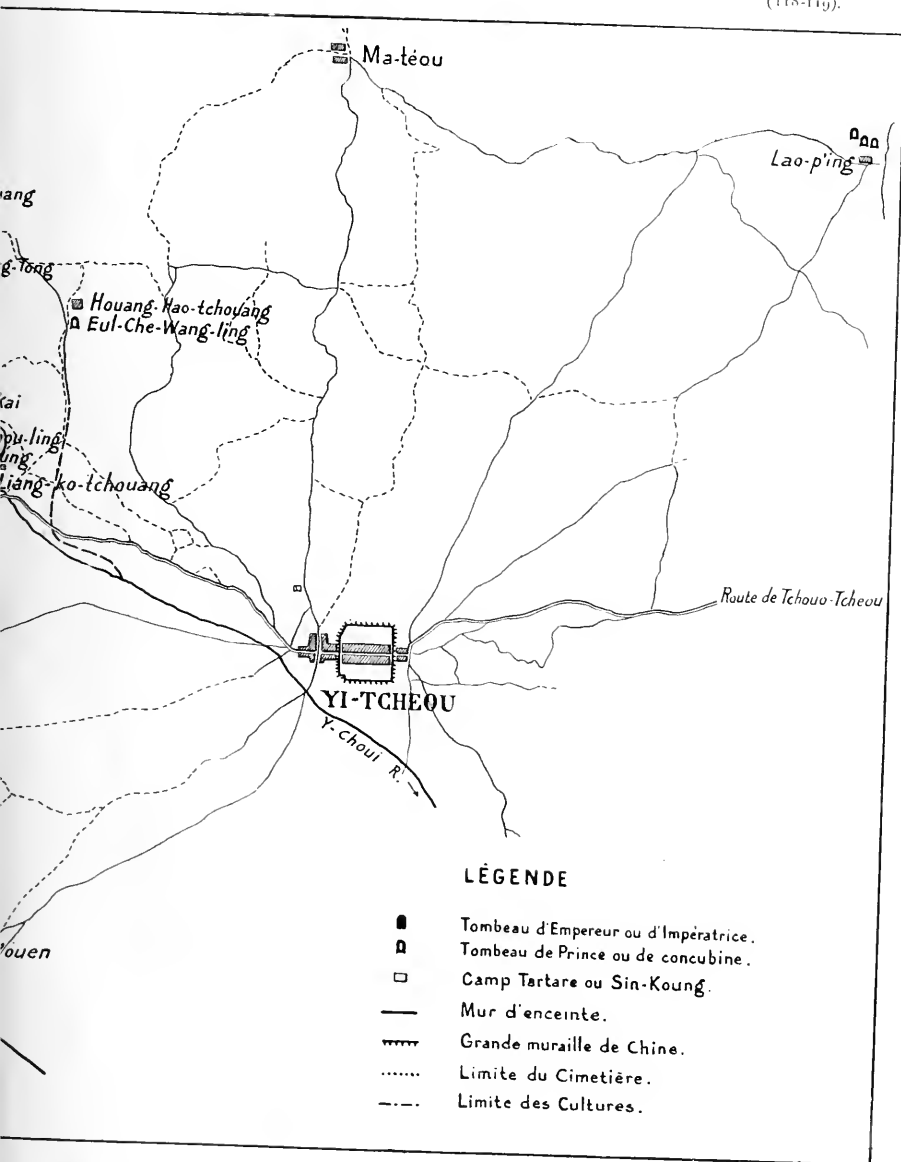 (118-119).
Ma-téou
Lao-p'ing
Houang-Hao-tchouang
Eul-Che-Wang-ling
Liang-ko-tchouang
Route de Tchouo-Tcheou
YI-TCHEOU
Y-choui R.
LÉGENDE
Tombeau d'Empereur ou d'Impératrice.
Tombeau de Prince ou de concubine.
Camp Tartare ou Sin-Koung.
Mur d'enceinte.
Grande muraille de Chine.
Limite du Cimetière.
Limite des Cultures.